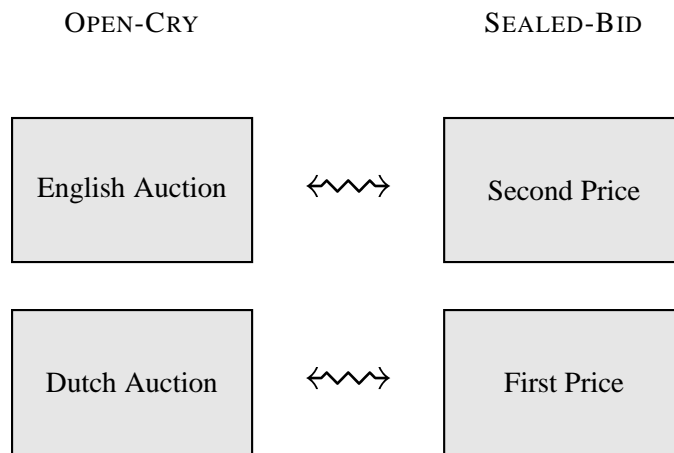 OPEN-CRY
SEALED-BID
English Auction
Second Price
Dutch Auction
First Price